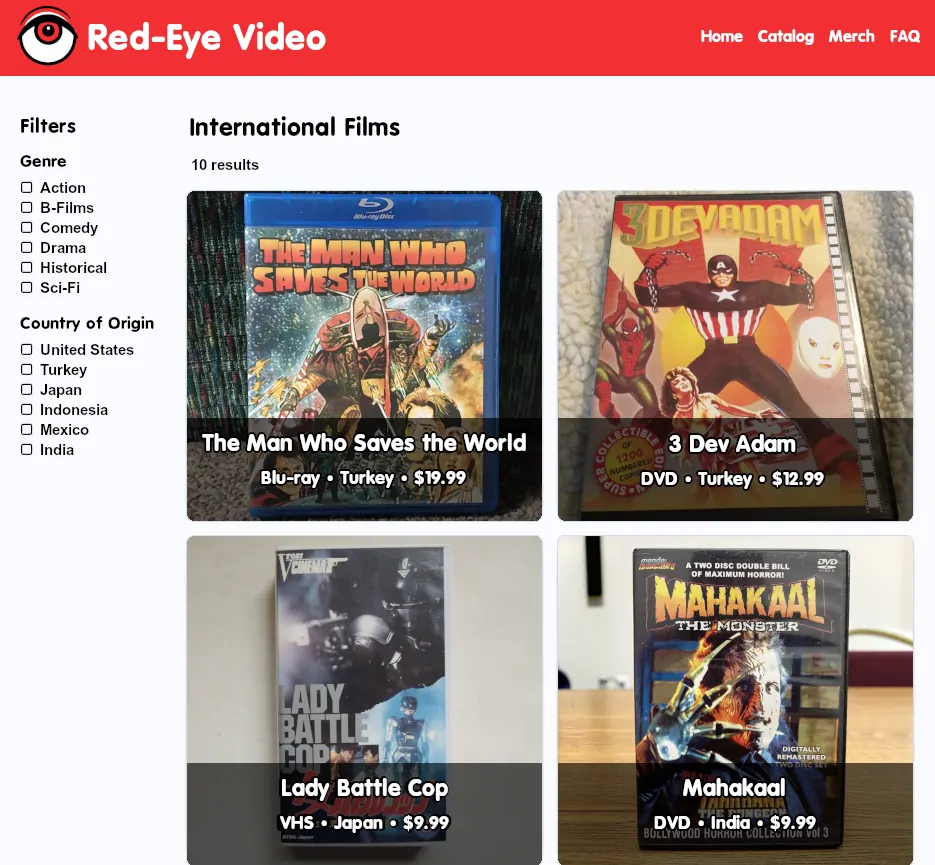 Red-Eye Video
Home Catalog Merch FAQ
Filters
Genre
Action
B-Films
Comedy
Drama
Historical
Sci-Fi
Country of Origin
United States
Turkey
Japan
Indonesia
Mexico
India
International Films
10 results
Blu-ray Disc
THE MAN WHO
SAVES THE WORLD
The Man Who Saves the World
Blu-ray • Turkey • $19.99
3 DEV ADAM
A
SUPER COLLECTIBLE
OF
1200
NUMBERED
3 Dev Adam
DVD • Turkey • $12.99
TOEI
V CINEMA
LADY
BATTLE
COP
Lady Battle Cop
VHS • Japan • $9.99
A TWO DISC DOUBLE BILL
OF MAXIMUM HORROR!
DVD
MAHAKAAL
THE MONSTER
DIGITALLY
REMASTERED
TWO DISC SET
Mahakaal
THE DUNGEON
DVD • India • $9.99
BOLLYWOOD HORROR COLLECTION Vol 3